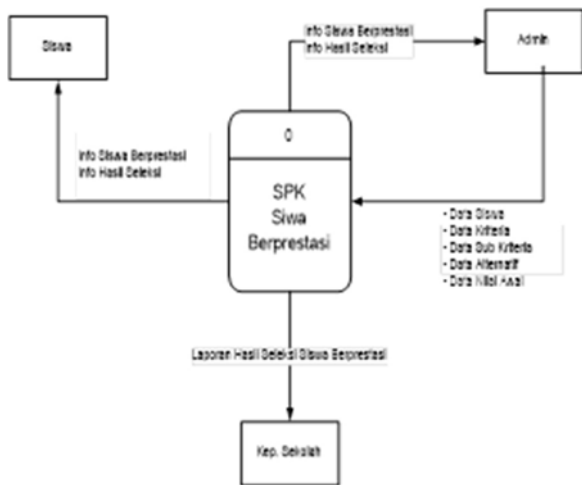 Siswa
Info Siswa Berprestasi
Info Hasil Seleksi
Admin
Info Siswa Berprestasi
Info Hasil Seleksi
0
SPK
Siwa
Berprestasi
- Data Siswa
- Data Kriteria
- Data Sub Kriteria
- Data Alternatif
- Data Nilai Awal
Laporan Hasil Seleksi Siswa Berprestasi
Kep. Sekolah